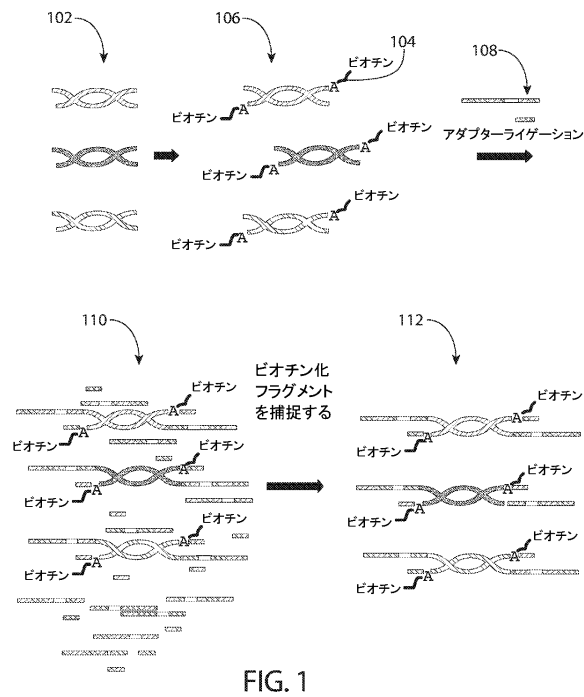 102
106
104
108
ビオチン
A
ビオチン
A
ビオチン
A
ビオチン
A
ビオチン
A
ビオチン
A
アダプターライゲーション
110
112
ビオチン化
フラグメント
を捕捉する
ビオチン
A
ビオチン
A
ビオチン
A
ビオチン
A
ビオチン
A
ビオチン
A
ビオチン
A
ビオチン
A
ビオチン
A
ビオチン
A
ビオチン
A
ビオチン
A
FIG. 1